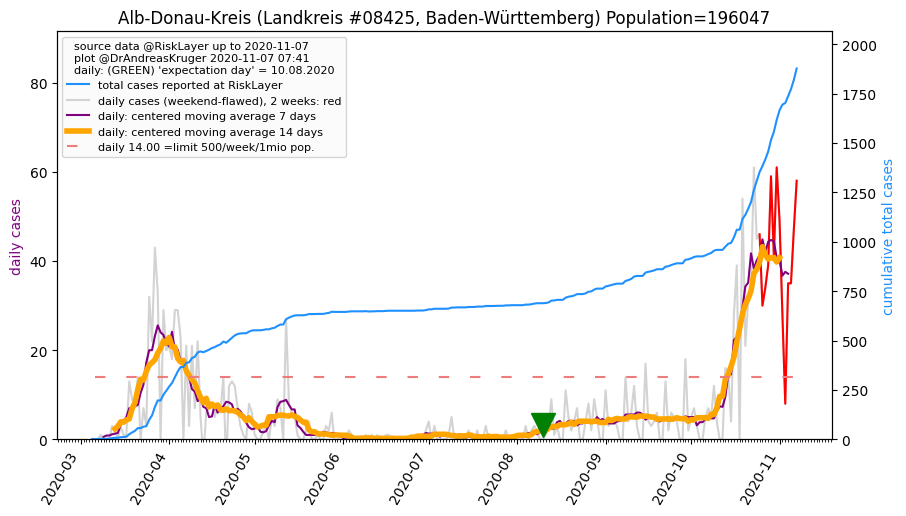 Alb-Donau-Kreis (Landkreis #08425, Baden-Württemberg) Population=196047
source data @RiskLayer up to 2020-11-07
plot @DrAndreasKruger 2020-11-07 07:41
daily: (GREEN) 'expectation day' = 10.08.2020
total cases reported at RiskLayer
daily cases (weekend-flawed), 2 weeks: red
daily: centered moving average 7 days
daily: centered moving average 14 days
daily 14.00 =limit 500/week/1mio pop.
daily cases
80
60
40
20
0
cumulative total cases
2000
1750
1500
1250
1000
750
500
250
0
2020-03
2020-04
2020-05
2020-06
2020-07
2020-08
2020-09
2020-10
2020-11